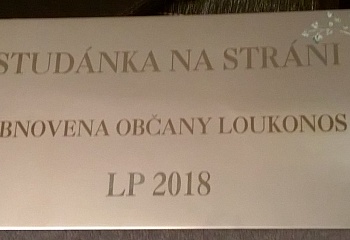 STUDÁNKA NA STRÁNI
BNOVENA OBČANY LOUKONOS
LP 2018